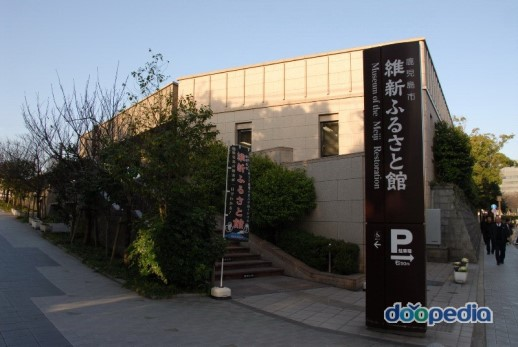 鹿児島市
維新ふるさと館
Museum of the Meiji Restoration
P
駐車場
維新ふるさと館
doopedia